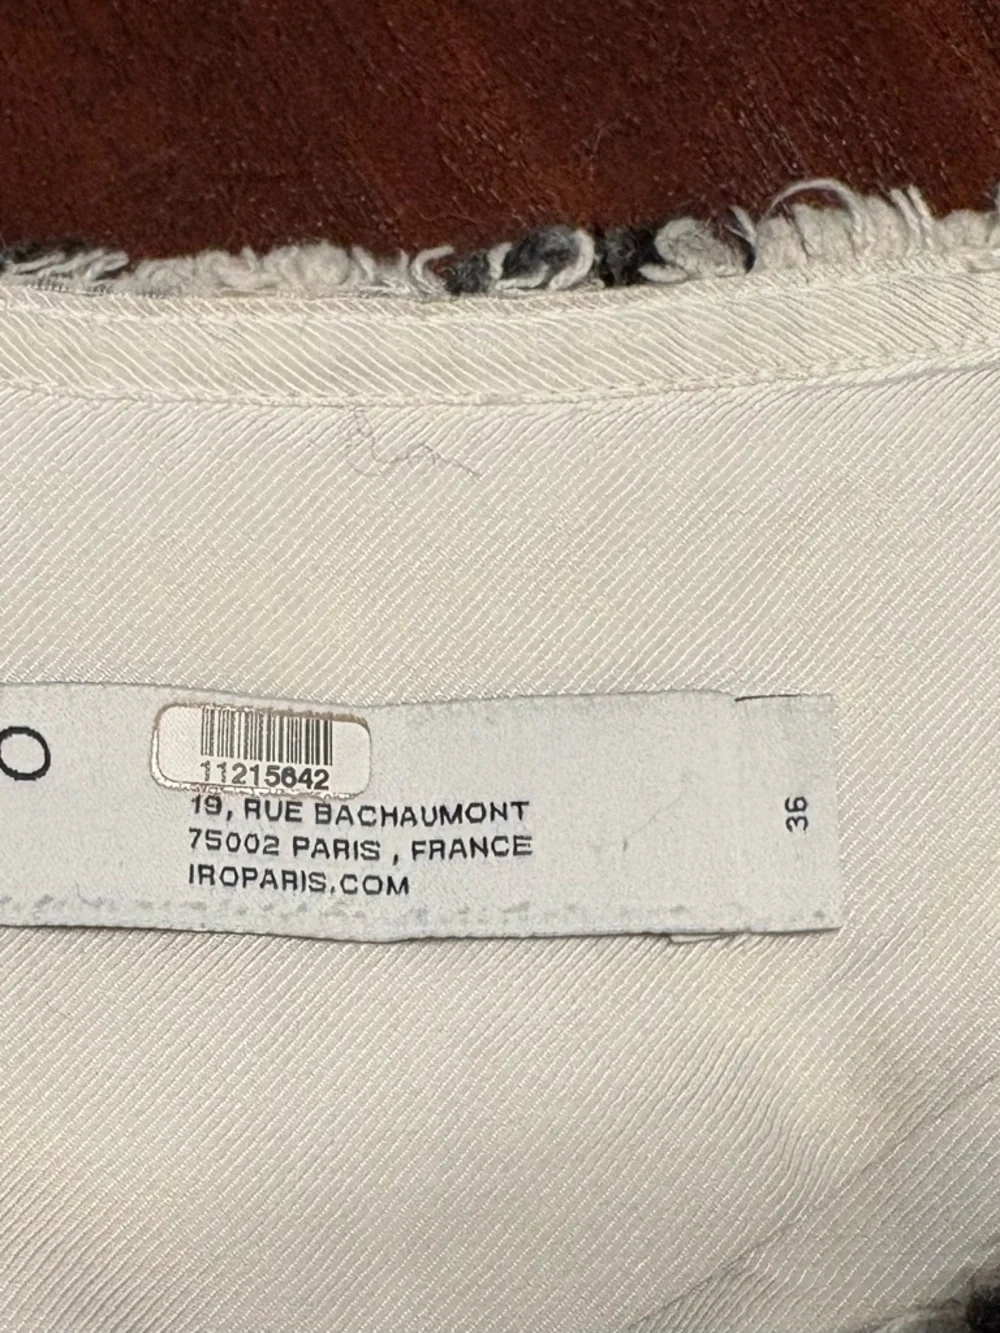 O
11215642
19, RUE BACHAUMONT
75002 PARIS , FRANCE
IROPARIS.COM
36